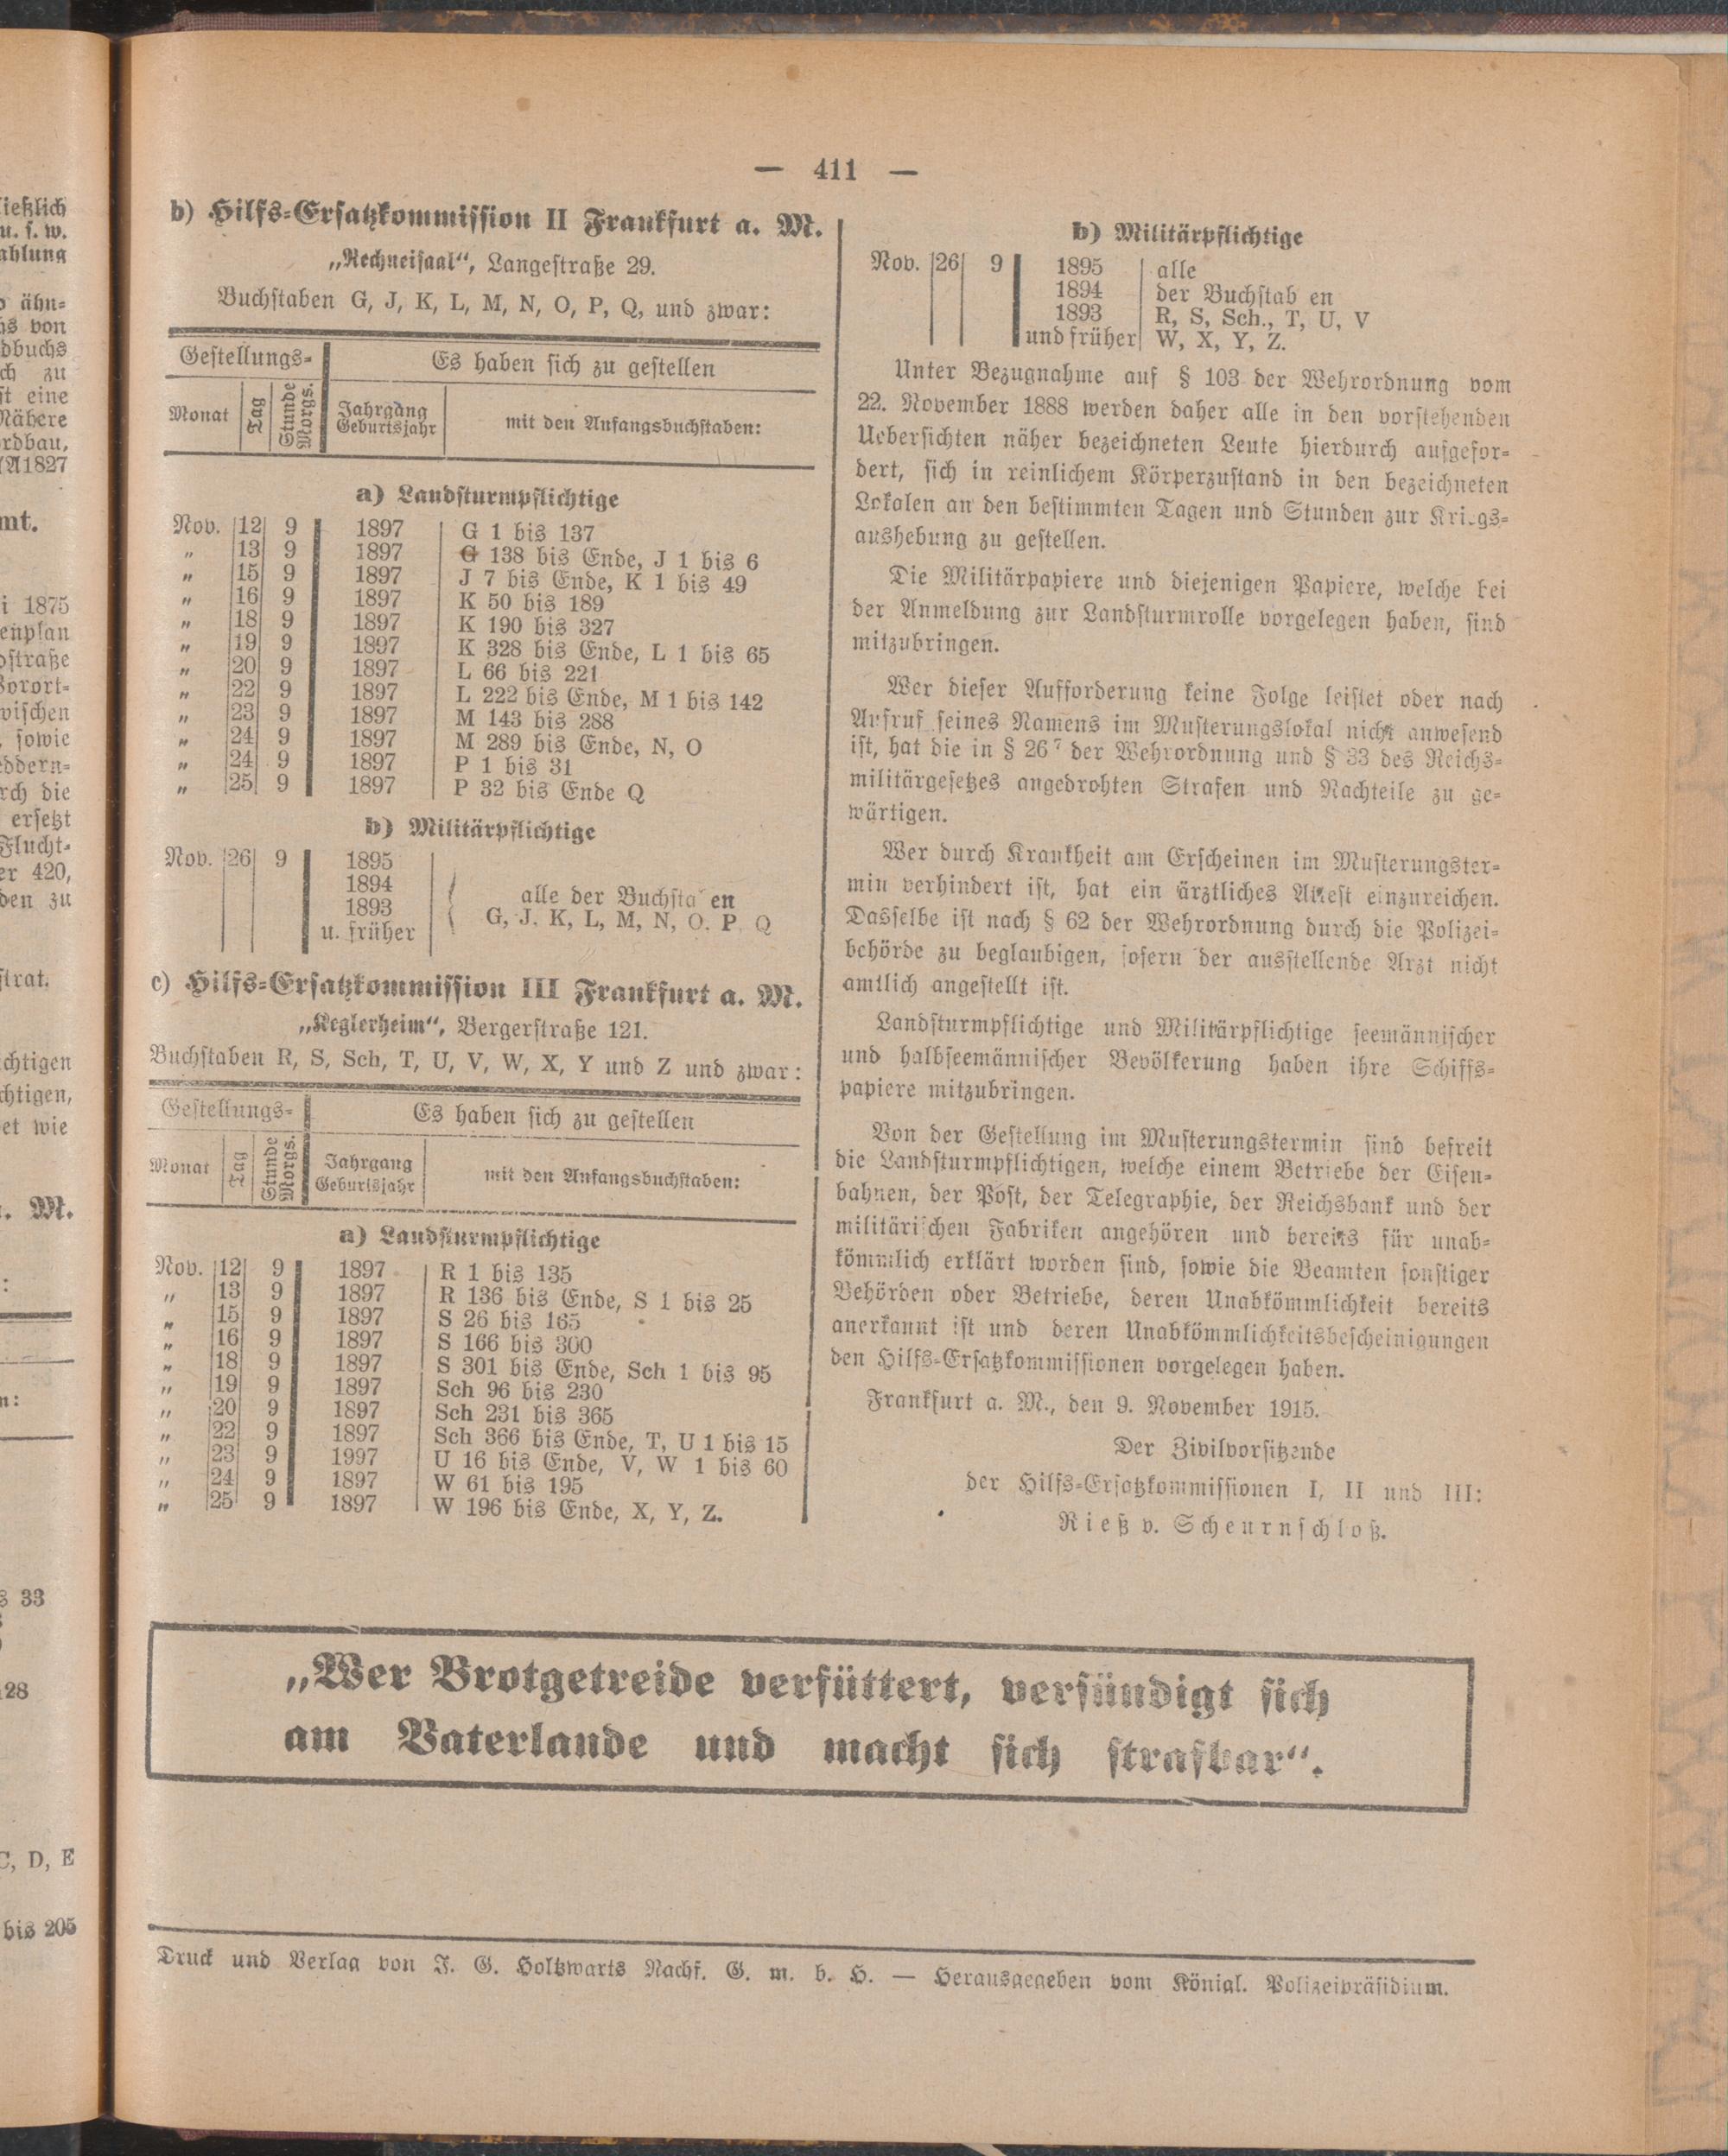 — 411 —
b) Hilfs-Ersatzkommission II Frankfurt a. M.
„Rechneisaal“, Langestraße 29.
Buchstaben G, J, K, L, M, N, O, P, Q, und zwar:
Gestellungs- Es haben sich zu gestellen
Monat Tag Stunde Morgs. Jahrgang Geburtsjahr mit den Anfangsbuchstaben:
a) Landsturmpflichtige
Nov. 12 9 1897 G 1 bis 137
„ 13 9 1897 G 138 bis Ende, J 1 bis 6
„ 15 9 1897 J 7 bis Ende, K 1 bis 49
„ 16 9 1897 K 50 bis 189
„ 18 9 1897 K 190 bis 327
„ 19 9 1897 K 328 bis Ende, L 1 bis 65
„ 20 9 1897 L 66 bis 221
„ 22 9 1897 L 222 bis Ende, M 1 bis 142
„ 23 9 1897 M 143 bis 288
„ 24 9 1897 M 289 bis Ende, N, O
„ 24 9 1897 P 1 bis 31
„ 25 9 1897 P 32 bis Ende Q
b) Militärpflichtige
Nov. 26 9 1895
1894 alle der Buchsta en
1893 G, J. K, L, M, N, O. P. Q
u. früher
c) Hilfs-Ersatzkommission III Frankfurt a. M.
„Keglerheim“, Bergerstraße 121.
Buchstaben R, S, Sch, T, U, V, W, X, Y und Z und zwar:
Gestellungs- Es haben sich zu gestellen
Monat Tag Stunde Morgs. Jahrgang Geburtsjahr mit den Anfangsbuchstaben:
a) Landsturmpflichtige
Nov. 12 9 1897 R 1 bis 135
„ 13 9 1897 R 136 bis Ende, S 1 bis 25
„ 15 9 1897 S 26 bis 165
„ 16 9 1897 S 166 bis 300
„ 18 9 1897 S 301 bis Ende, Sch 1 bis 95
„ 19 9 1897 Sch 96 bis 230
„ 20 9 1897 Sch 231 bis 365
„ 22 9 1897 Sch 366 bis Ende, T, U 1 bis 15
„ 23 9 1997 U 16 bis Ende, V, W 1 bis 60
„ 24 9 1897 W 61 bis 195
„ 25 9 1897 W 196 bis Ende, X, Y, Z.
b) Militärpflichtige
Nov. 26 9 1895 alle
1894 der Buchstab en
1893 R, S, Sch., T, U, V
und früher W, X, Y, Z.
Unter Bezugnahme auf § 103 der Wehrordnung vom
22. November 1888 werden daher alle in den vorstehenden
Uebersichten näher bezeichneten Leute hierdurch aufgefor-
dert, sich in reinlichem Körperzustand in den bezeichneten
Lokalen an den bestimmten Tagen und Stunden zur Kriegs-
aushebung zu gestellen.
Die Militärpapiere und diejenigen Papiere, welche bei
der Anmeldung zur Landsturmrolle vorgelegen haben, sind
mitzubringen.
Wer dieser Aufforderung keine Folge leistet oder nach
Aufruf seines Namens im Musterungslokal nicht anwesend
ist, hat die in § 26⁷ der Wehrordnung und § 33 des Reichs-
militärgesetzes angedrohten Strafen und Nachteile zu ge-
wärtigen.
Wer durch Krankheit am Erscheinen im Musterungster-
min verhindert ist, hat ein ärztliches Attest einzureichen.
Dasselbe ist nach § 62 der Wehrordnung durch die Polizei-
behörde zu beglaubigen, sofern der ausstellende Arzt nicht
amtlich angestellt ist.
Landsturmpflichtige und Militärpflichtige seemännischer
und halbseemännischer Bevölkerung haben ihre Schiffs-
papiere mitzubringen.
Von der Gestellung im Musterungstermin sind befreit
die Landsturmpflichtigen, welche einem Betriebe der Eisen-
bahnen, der Post, der Telegraphie, der Reichsbank und der
militärischen Fabriken angehören und bereits für unab-
kömmlich erklärt worden sind, sowie die Beamten sonstiger
Behörden oder Betriebe, deren Unabkömmlichkeit bereits
anerkannt ist und deren Unabkömmlichkeitsbescheinigungen
den Hilfs-Ersatzkommissionen vorgelegen haben.
Frankfurt a. M., den 9. November 1915.
Der Zivilvorsitzende
der Hilfs-Ersatzkommissionen I, II und III:
Rieß v. Scheurnschloß.
„Wer Brotgetreide verfüttert, versündigt sich
am Vaterlande und macht sich strafbar“.
Druck und Verlag von J. G. Holtzwarts Nachf. G. m. b. H. — Herausgegeben vom Königl. Polizeipräsidium.